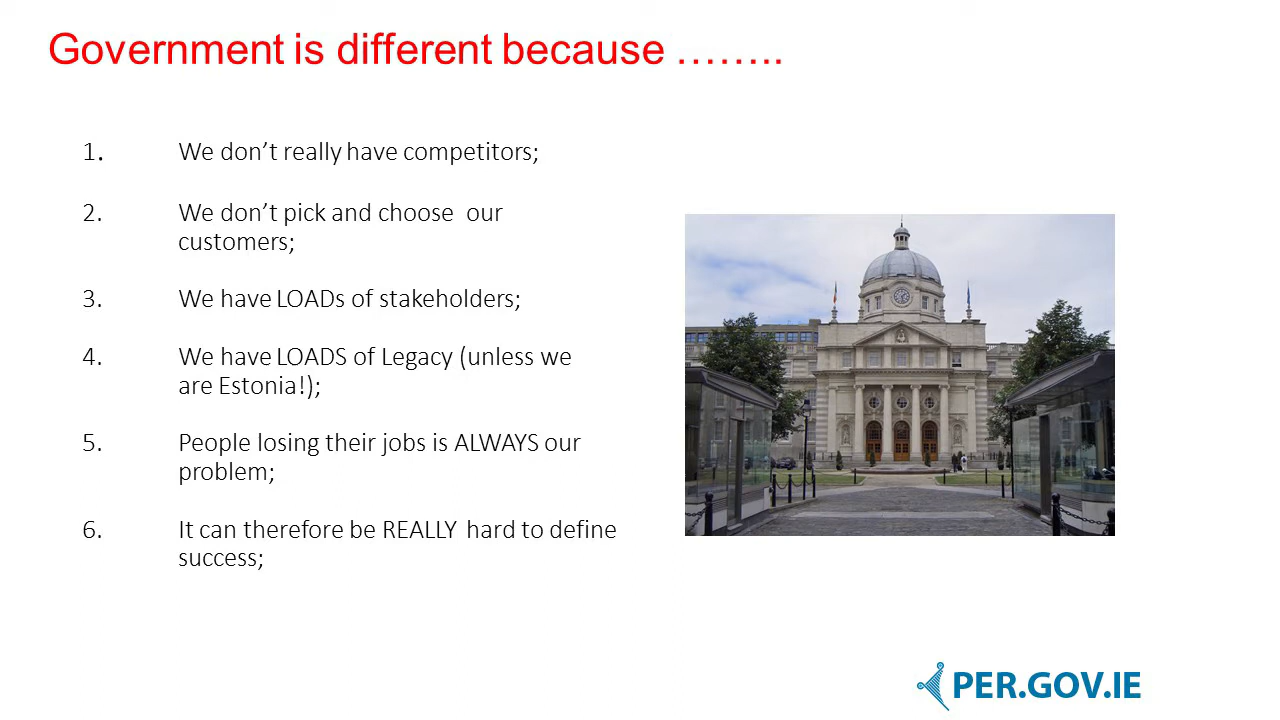 Government is different because ……..
1. We don’t really have competitors;
2. We don’t pick and choose  our
customers;
3. We have LOADs of stakeholders;
4. We have LOADS of Legacy (unless we
are Estonia!);
5. People losing their jobs is ALWAYS our
problem;
6. It can therefore be REALLY  hard to define
success;
PER.GOV.IE